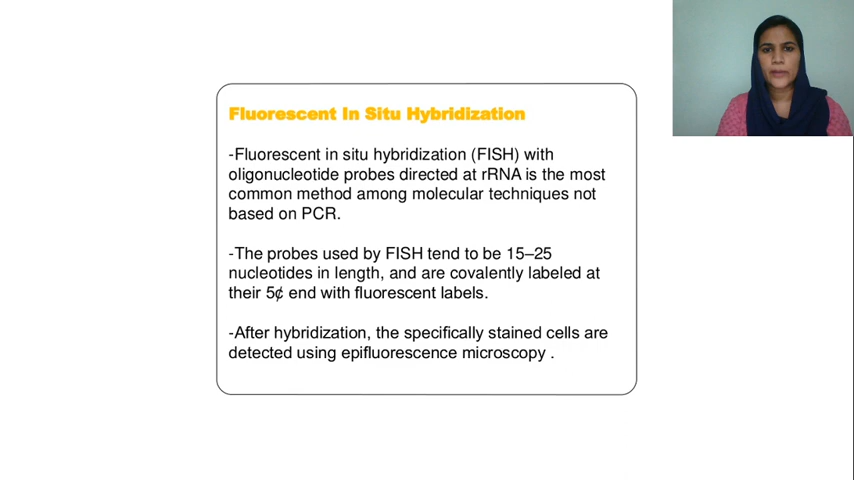 Fluorescent In Situ Hybridization
-Fluorescent in situ hybridization (FISH) with
oligonucleotide probes directed at rRNA is the most
common method among molecular techniques not
based on PCR.
-The probes used by FISH tend to be 15–25
nucleotides in length, and are covalently labeled at
their 5¢ end with fluorescent labels.
-After hybridization, the specifically stained cells are
detected using epifluorescence microscopy .